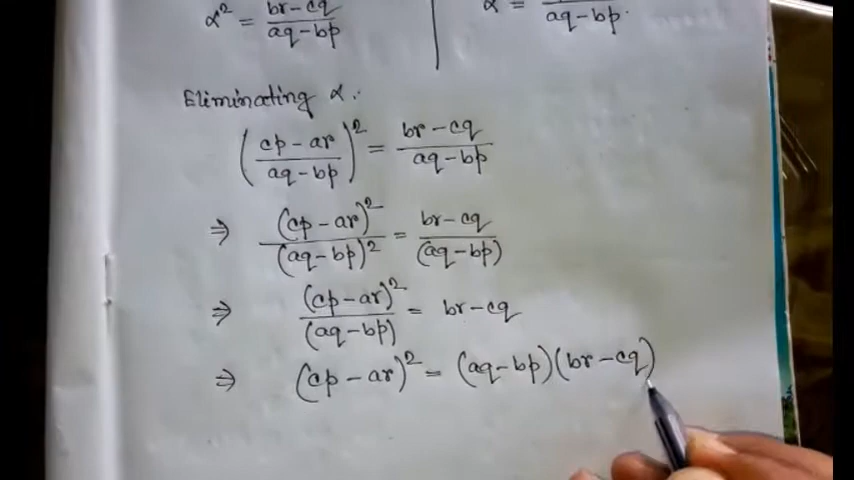 α² = br-cq / aq-bp
α = / aq-bp.
Eliminating α.
(cp-ar / aq-bp)² = br-cq / aq-bp
⇒ (cp-ar)² / (aq-bp)² = br-cq / (aq-bp)
⇒ (cp-ar)² / (aq-bp) = br-cq
⇒ (cp-ar)² = (aq-bp)(br-cq)